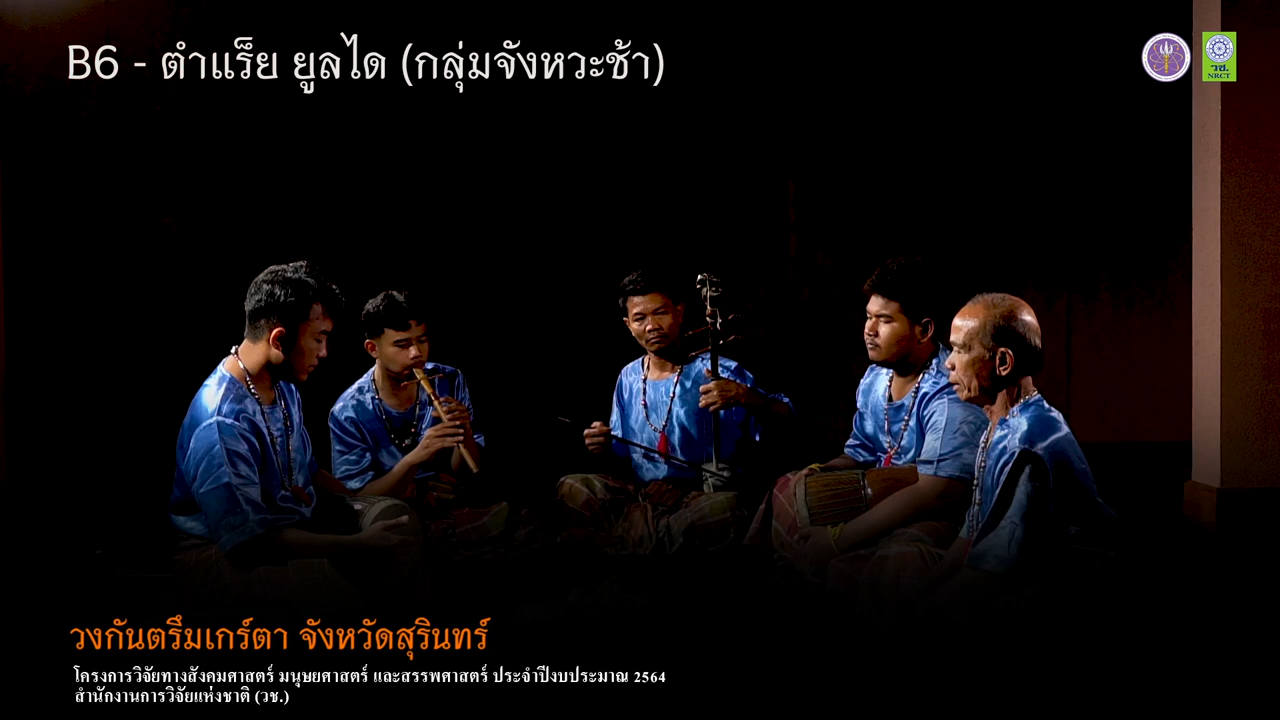 B6 - ตำแร็ย ยูลได (กลุ่มจังหวะช้า)
วช.
NRCT
วงกันตรึมเกร์ตา จังหวัดสุรินทร์
โครงการวิจัยทางสังคมศาสตร์ มนุษยศาสตร์ และสรรพศาสตร์ ประจำปีงบประมาณ 2564
สำนักงานการวิจัยแห่งชาติ (วช.)